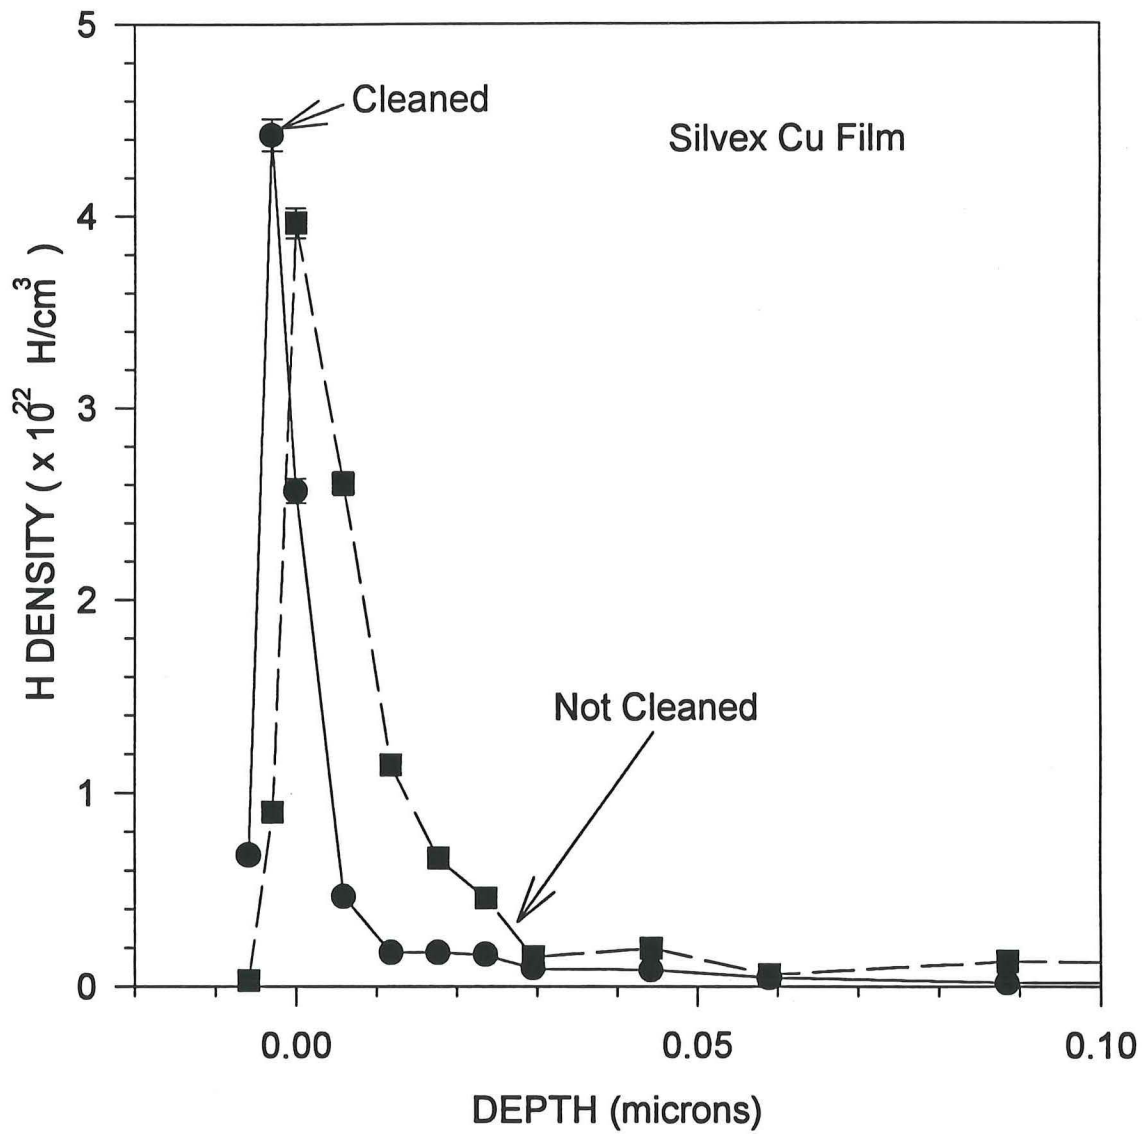 5
Cleaned
Silvex Cu Film
4
H DENSITY ( x 10²² H/cm³ )
3
2
Not Cleaned
1
0
0.00 0.05 0.10
DEPTH (microns)